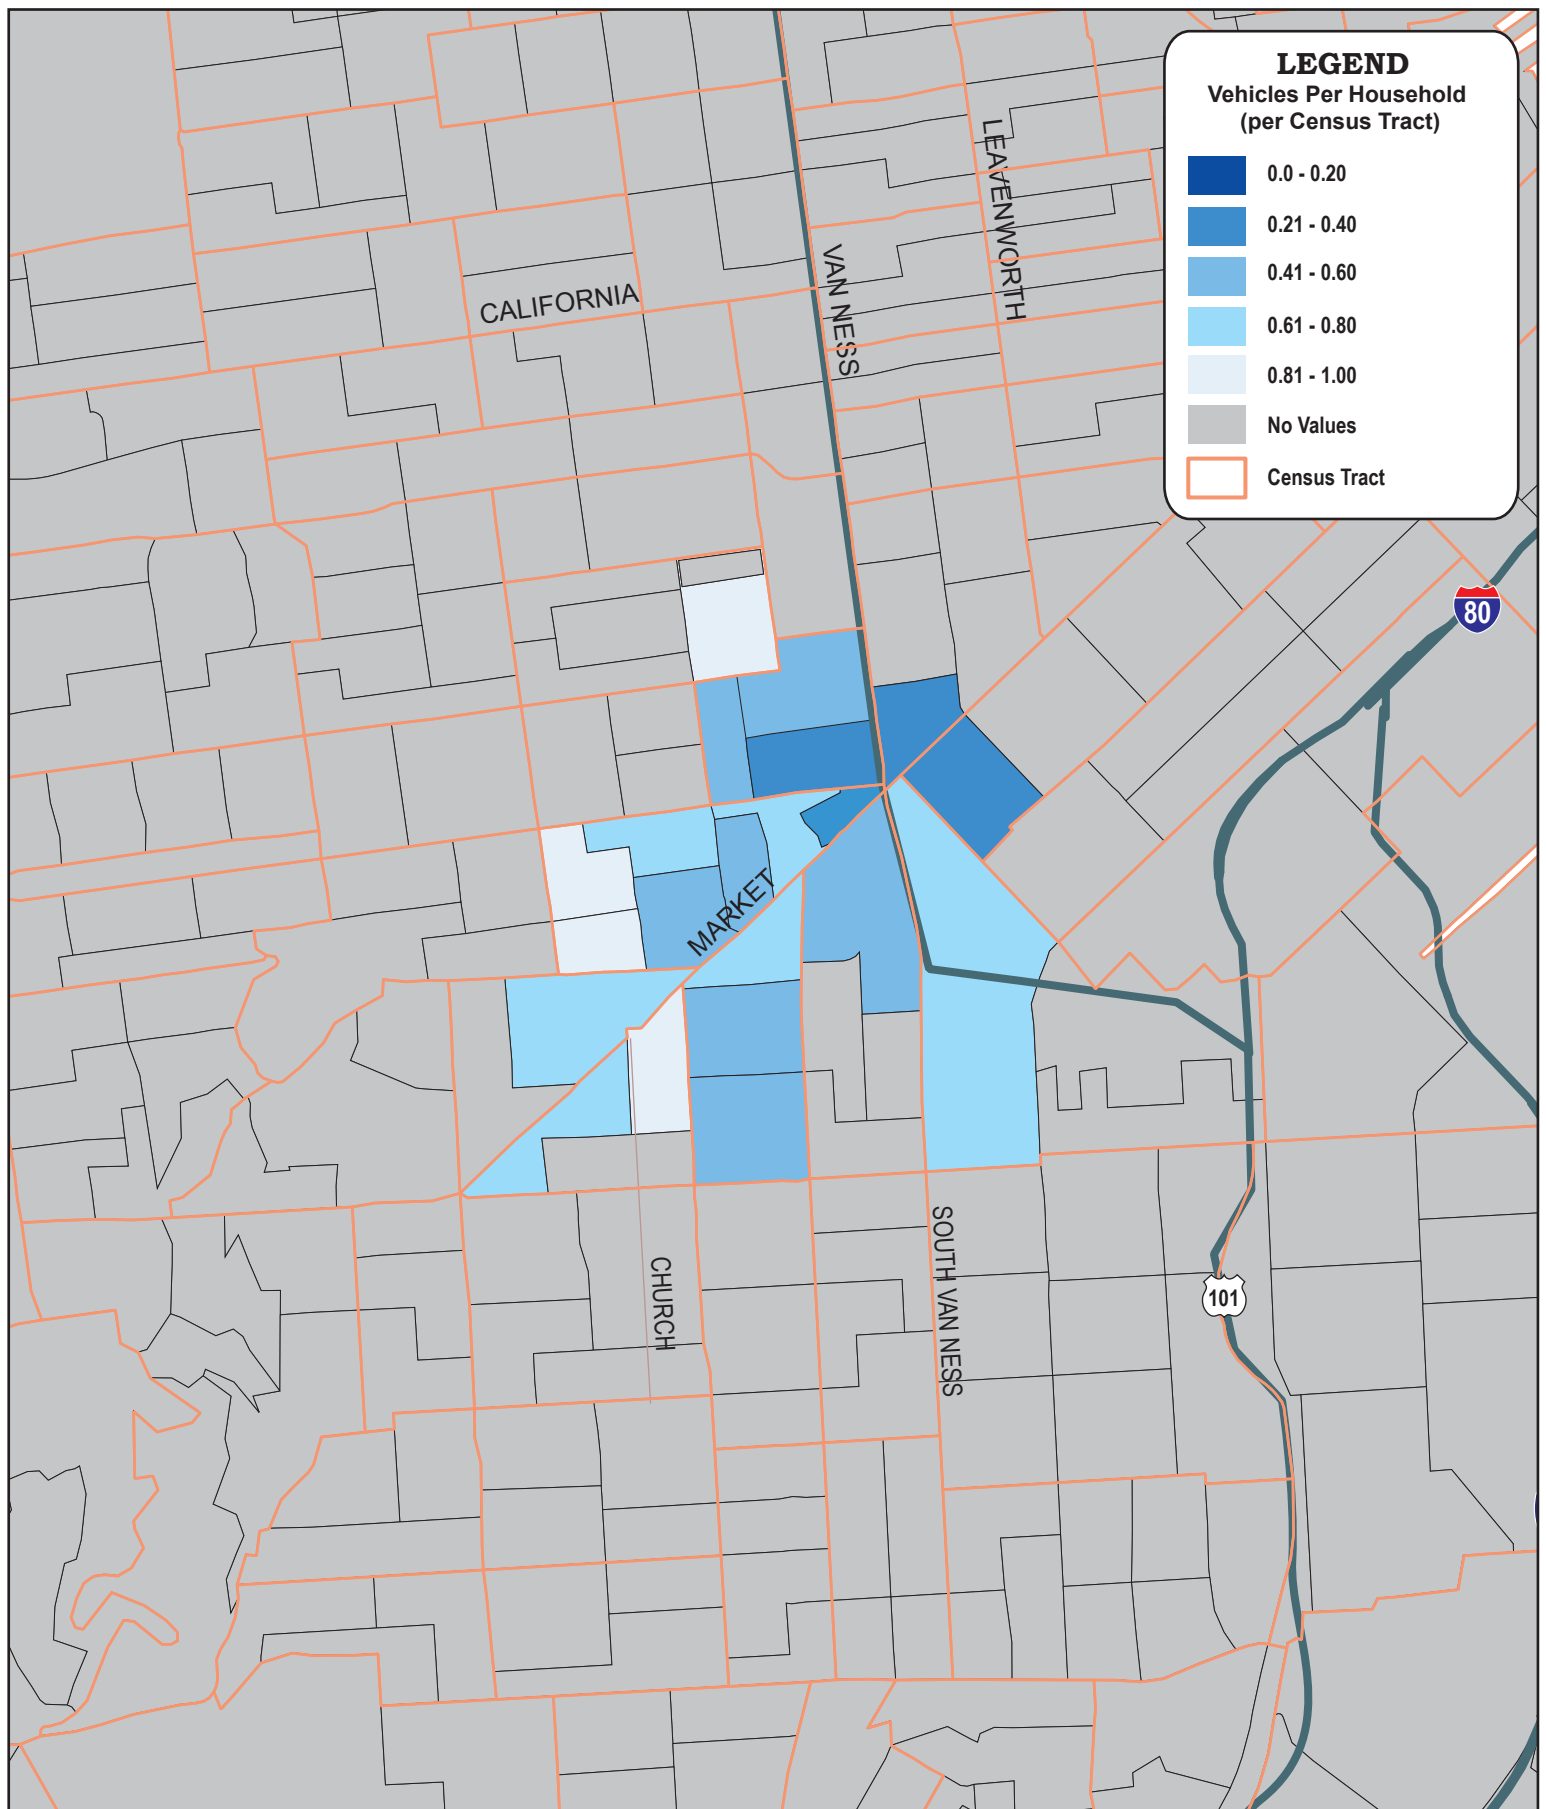 LEGEND
Vehicles Per Household
(per Census Tract)
0.0 - 0.20
0.21 - 0.40
0.41 - 0.60
0.61 - 0.80
0.81 - 1.00
No Values
Census Tract
LEAVENWORTH
VAN NESS
CALIFORNIA
80
MARKET
SOUTH VAN NESS
CHURCH
101